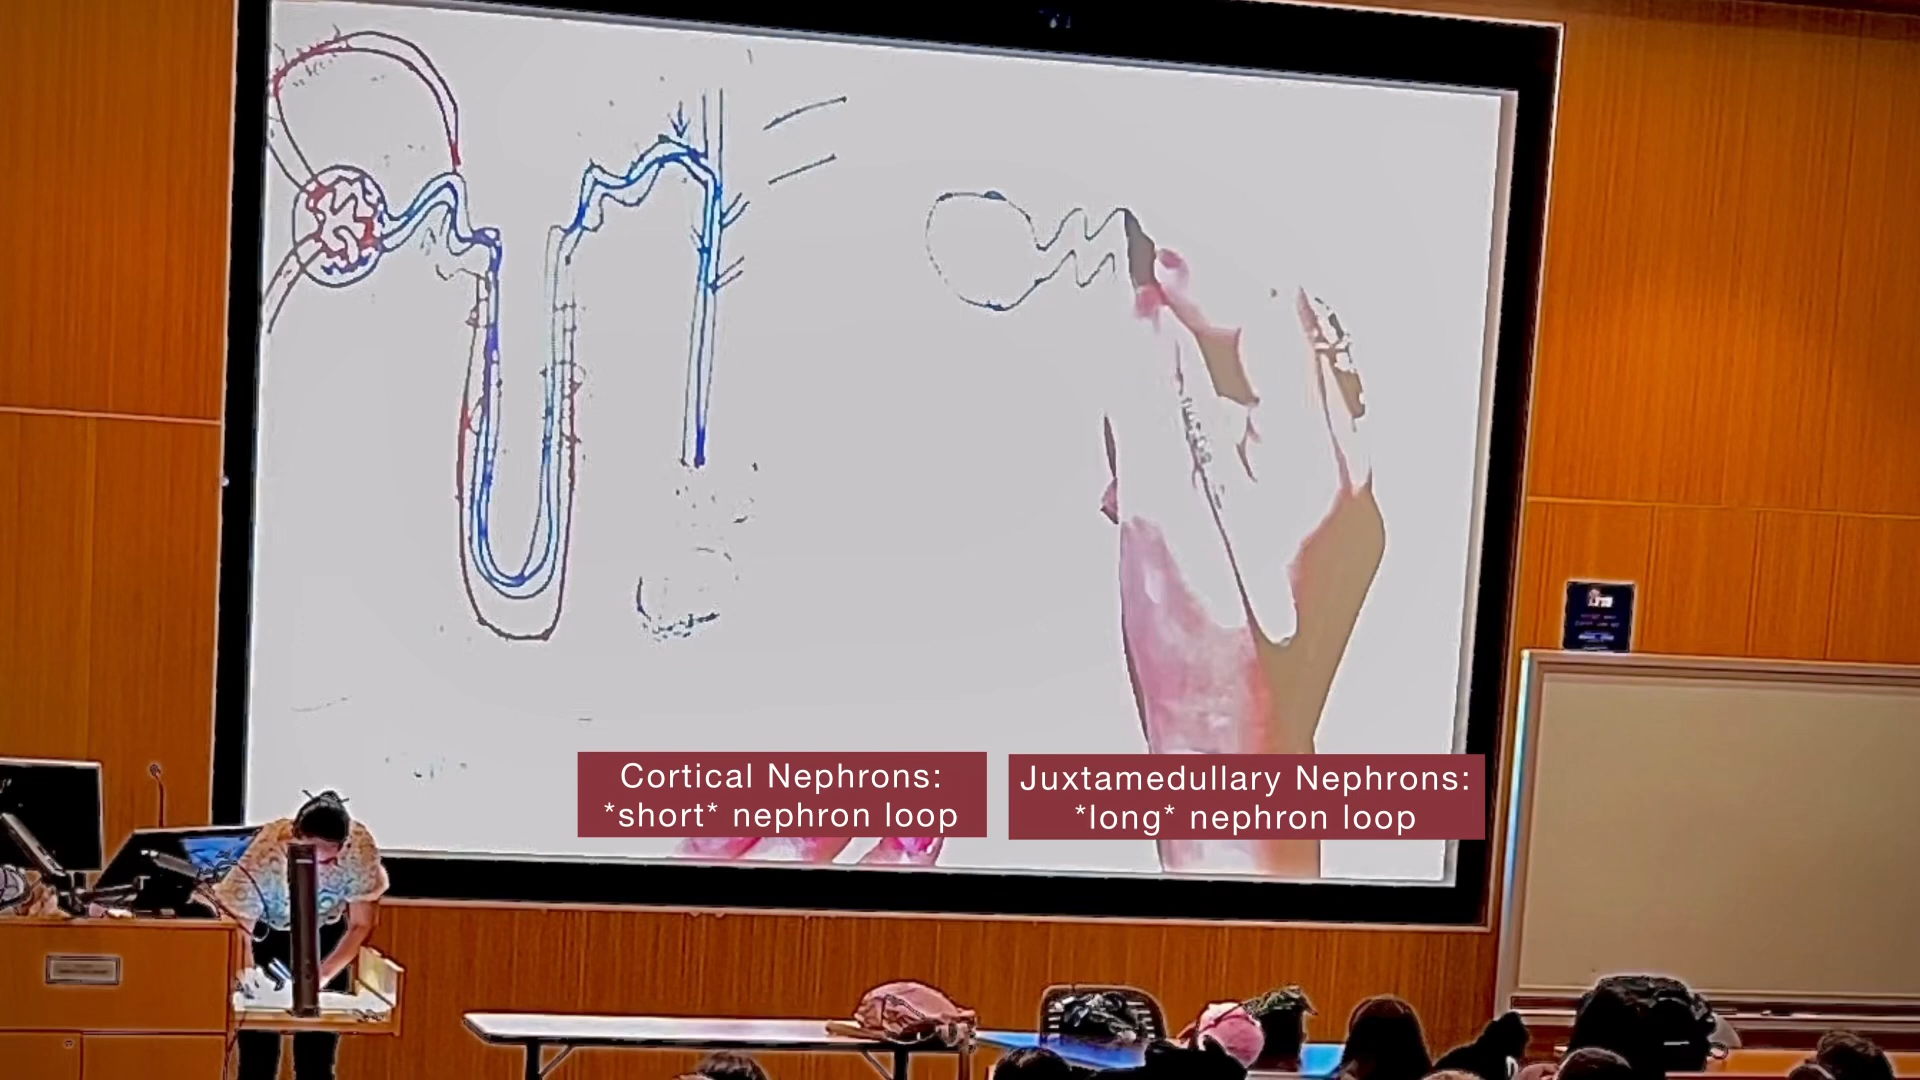 Cortical Nephrons:
*short* nephron loop
Juxtamedullary Nephrons:
*long* nephron loop